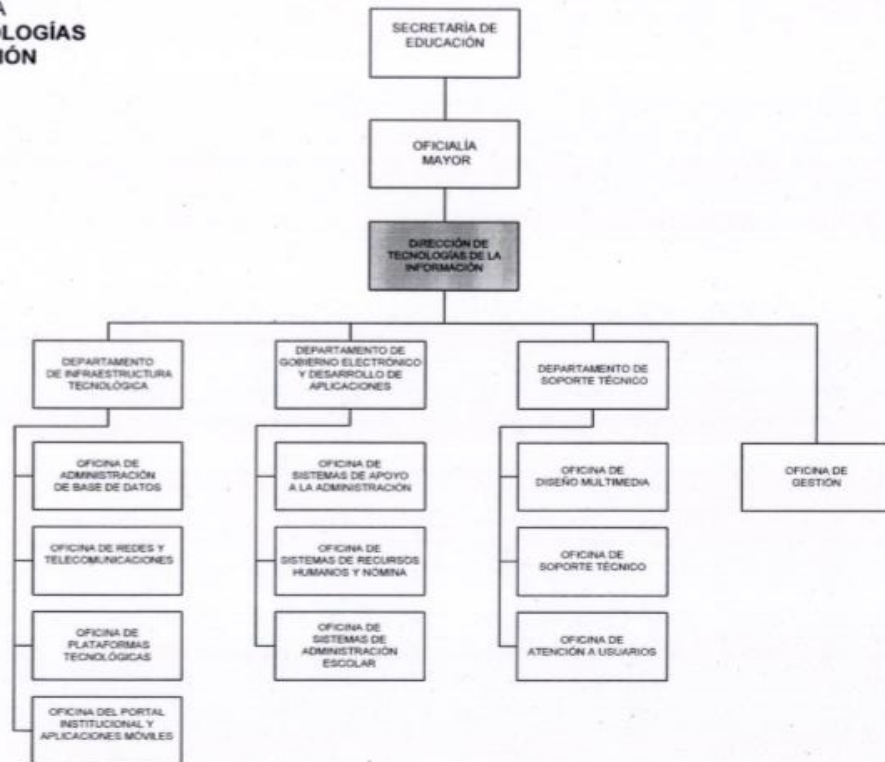 A
OLOGÍAS
IÓN
SECRETARÍA DE
EDUCACIÓN
OFICIALÍA
MAYOR
DIRECCIÓN DE
TECNOLOGÍAS DE LA
INFORMACIÓN
DEPARTAMENTO
DE INFRAESTRUCTURA
TECNOLÓGICA
DEPARTAMENTO DE
GOBIERNO ELECTRÓNICO
Y DESARROLLO DE
APLICACIONES
DEPARTAMENTO DE
SOPORTE TÉCNICO
OFICINA DE
ADMINISTRACIÓN
DE BASE DE DATOS
OFICINA DE
SISTEMAS DE APOYO
A LA ADMINISTRACIÓN
OFICINA DE
DISEÑO MULTIMEDIA
OFICINA DE
GESTIÓN
OFICINA DE REDES Y
TELECOMUNICACIONES
OFICINA DE
SISTEMAS DE RECURSOS
HUMANOS Y NÓMINA
OFICINA DE
SOPORTE TÉCNICO
OFICINA DE
PLATAFORMAS
TECNOLÓGICAS
OFICINA DE
SISTEMAS DE
ADMINISTRACIÓN
ESCOLAR
OFICINA DE
ATENCIÓN A USUARIOS
OFICINA DEL PORTAL
INSTITUCIONAL Y
APLICACIONES MÓVILES